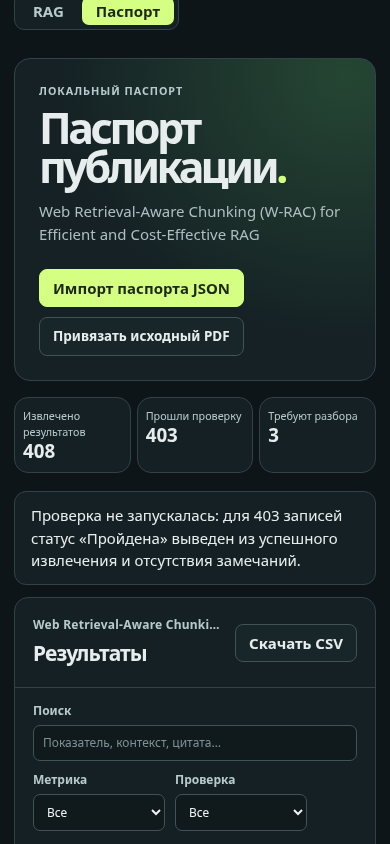 RAG
Паспорт
ЛОКАЛЬНЫЙ ПАСПОРТ
Паспорт
публикации.
Web Retrieval-Aware Chunking (W-RAC) for
Efficient and Cost-Effective RAG
Импорт паспорта JSON
Привязать исходный PDF
Извлечено
результатов
408
Прошли проверку
403
Требуют разбора
3
Проверка не запускалась: для 403 записей
статус «Пройдена» выведен из успешного
извлечения и отсутствия замечаний.
Web Retrieval-Aware Chunki...
Результаты
Скачать CSV
Поиск
Показатель, контекст, цитата...
Метрика
Проверка
Все
Все